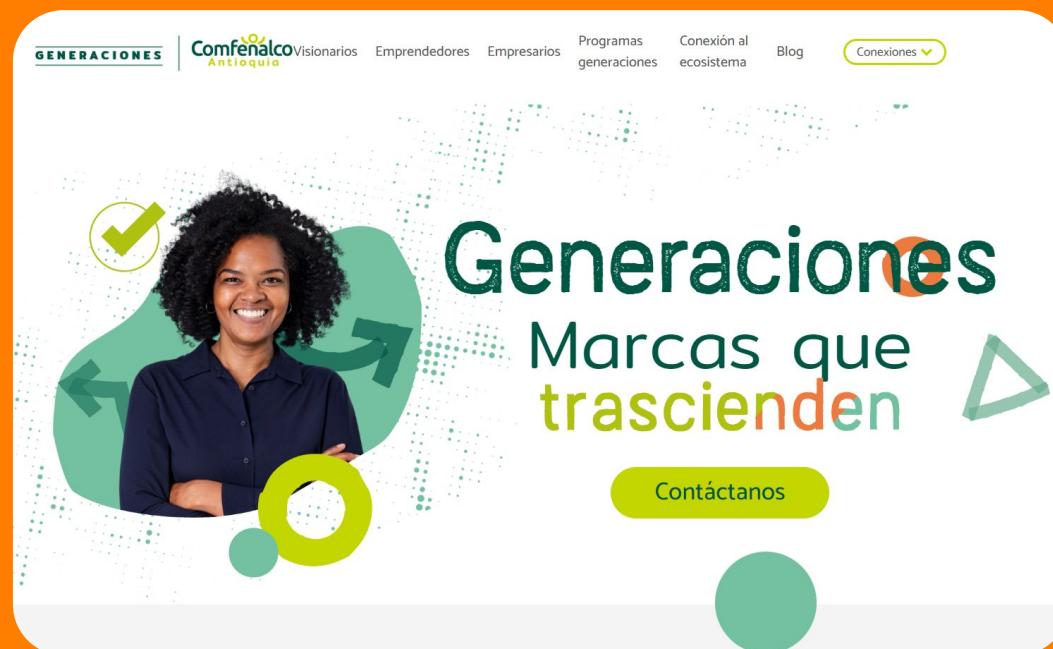 GENERACIONES
Comfenalco
Antioquia
Visionarios
Emprendedores
Empresarios
Programas
generaciones
Conexión al
ecosistema
Blog
Conexiones
Generaciones
Marcas que
trascienden
Contáctanos